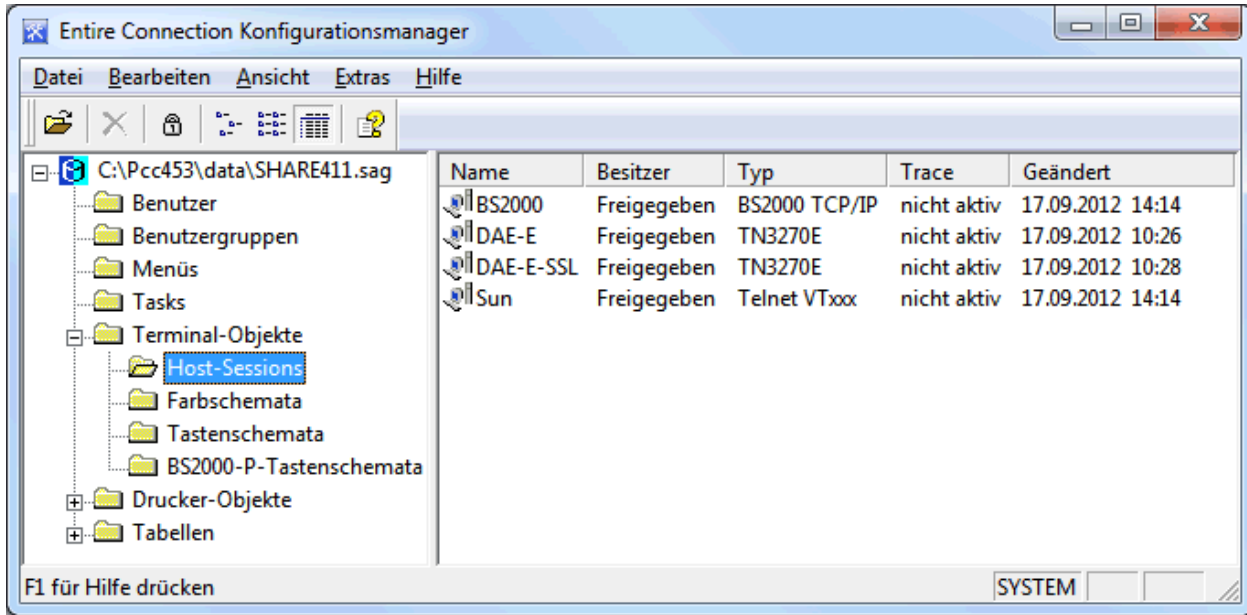 Entire Connection Konfigurationsmanager
Datei Bearbeiten Ansicht Extras Hilfe
C:\Pcc453\data\SHARE411.sag
Benutzer
Benutzergruppen
Menüs
Tasks
Terminal-Objekte
Host-Sessions
Farbschemata
Tastenschemata
BS2000-P-Tastenschemata
Drucker-Objekte
Tabellen
Name Besitzer Typ Trace Geändert
BS2000 Freigegeben BS2000 TCP/IP nicht aktiv 17.09.2012 14:14
DAE-E Freigegeben TN3270E nicht aktiv 17.09.2012 10:26
DAE-E-SSL Freigegeben TN3270E nicht aktiv 17.09.2012 10:28
Sun Freigegeben Telnet VTxxx nicht aktiv 17.09.2012 14:14
F1 für Hilfe drücken SYSTEM